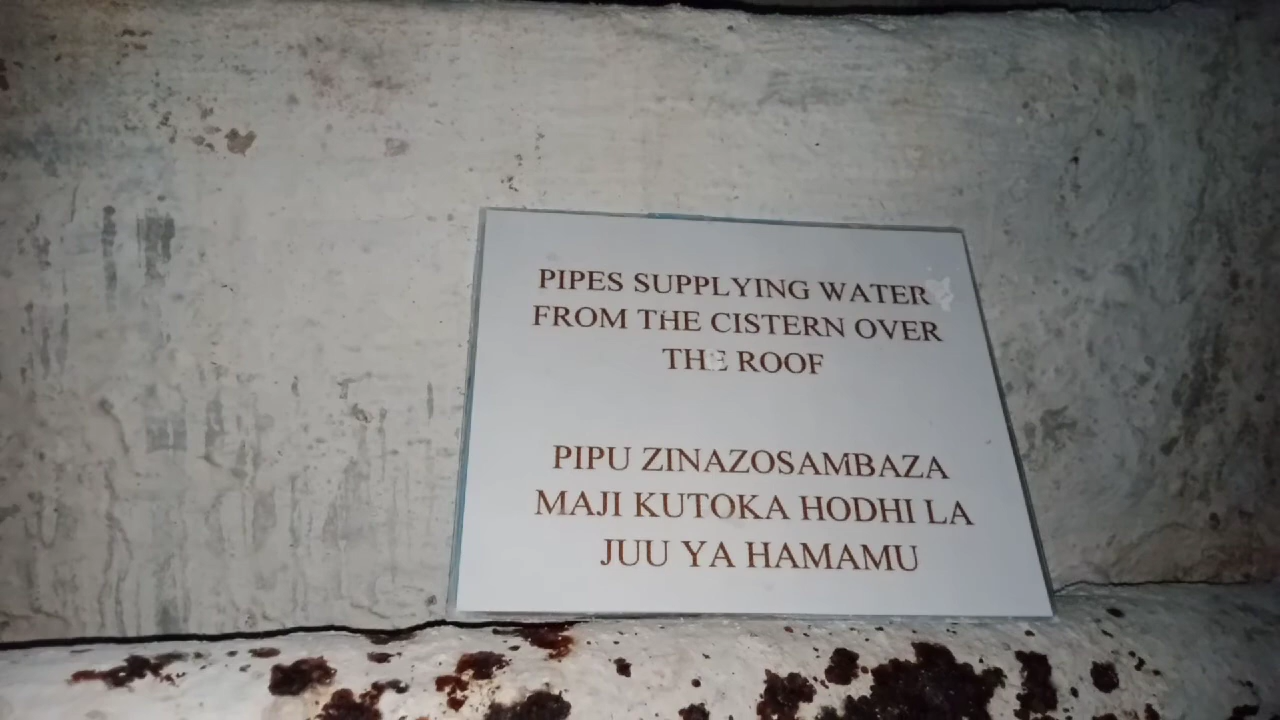 PIPES SUPPLYING WATER
FROM THE CISTERN OVER
THE ROOF
PIPU ZINAZOSAMBAZA
MAJI KUTOKA HODHI LA
JUU YA HAMAMU